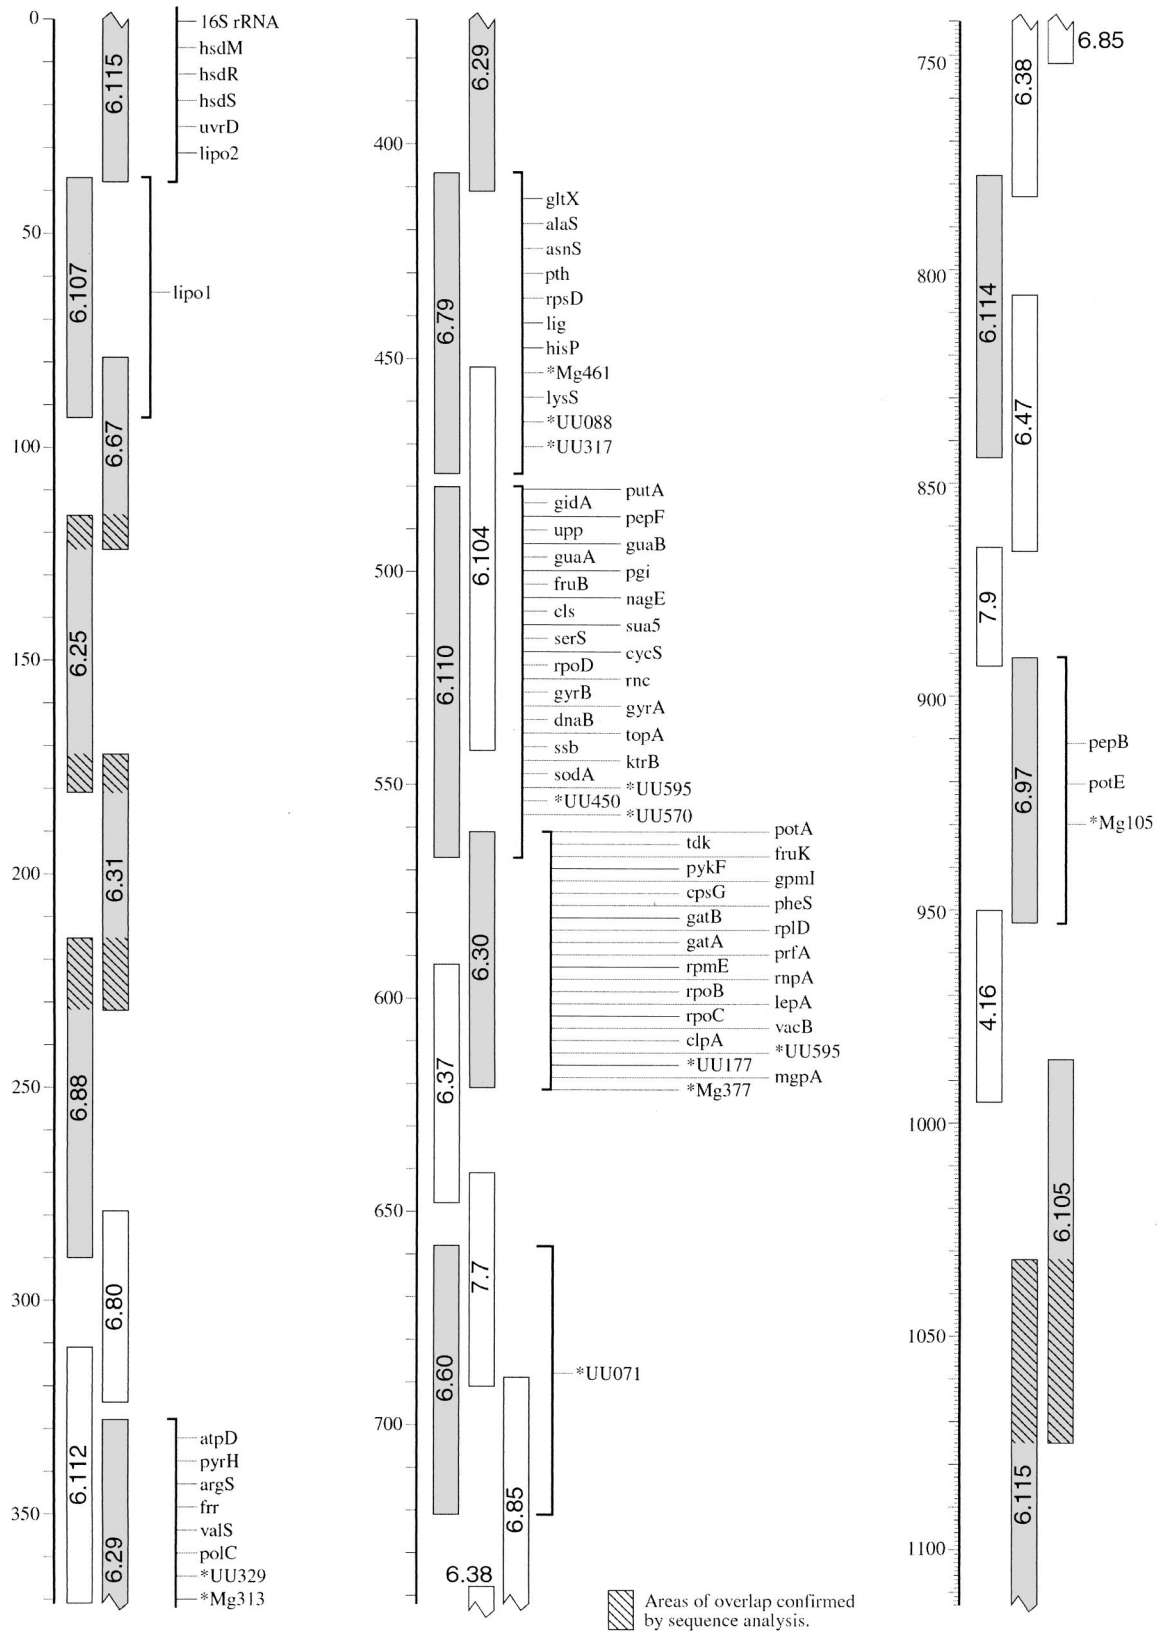 0
50
100
150
200
250
300
350
6.115
6.107
6.67
6.25
6.31
6.88
6.80
6.112
6.29
16S rRNA
hsdM
hsdR
hsdS
uvrD
lipo2
lipo1
atpD
pyrH
argS
frr
valS
polC
*UU329
*Mg313
400
450
500
550
600
650
700
6.29
6.79
6.104
6.110
6.30
6.37
7.7
6.60
6.85
6.38
gltX
alaS
asnS
pth
rpsD
lig
hisP
*Mg461
lysS
*UU088
*UU317
putA
gidA
pepF
upp
guaB
guaA
pgi
fruB
nagE
cls
sua5
serS
cycS
rpoD
rnc
gyrB
gyrA
dnaB
topA
ssb
ktrB
sodA
*UU595
*UU450
*UU570
potA
tdk
fruK
pykF
gpmI
cpsG
pheS
gatB
rplD
gatA
prfA
rpmE
rnpA
rpoB
lepA
rpoC
vacB
clpA
*UU595
*UU177
mgpA
*Mg377
*UU071
750
800
850
900
950
1000
1050
1100
6.38
6.85
6.114
6.47
7.9
6.97
4.16
6.105
6.115
pepB
potE
*Mg105
Areas of overlap confirmed
by sequence analysis.